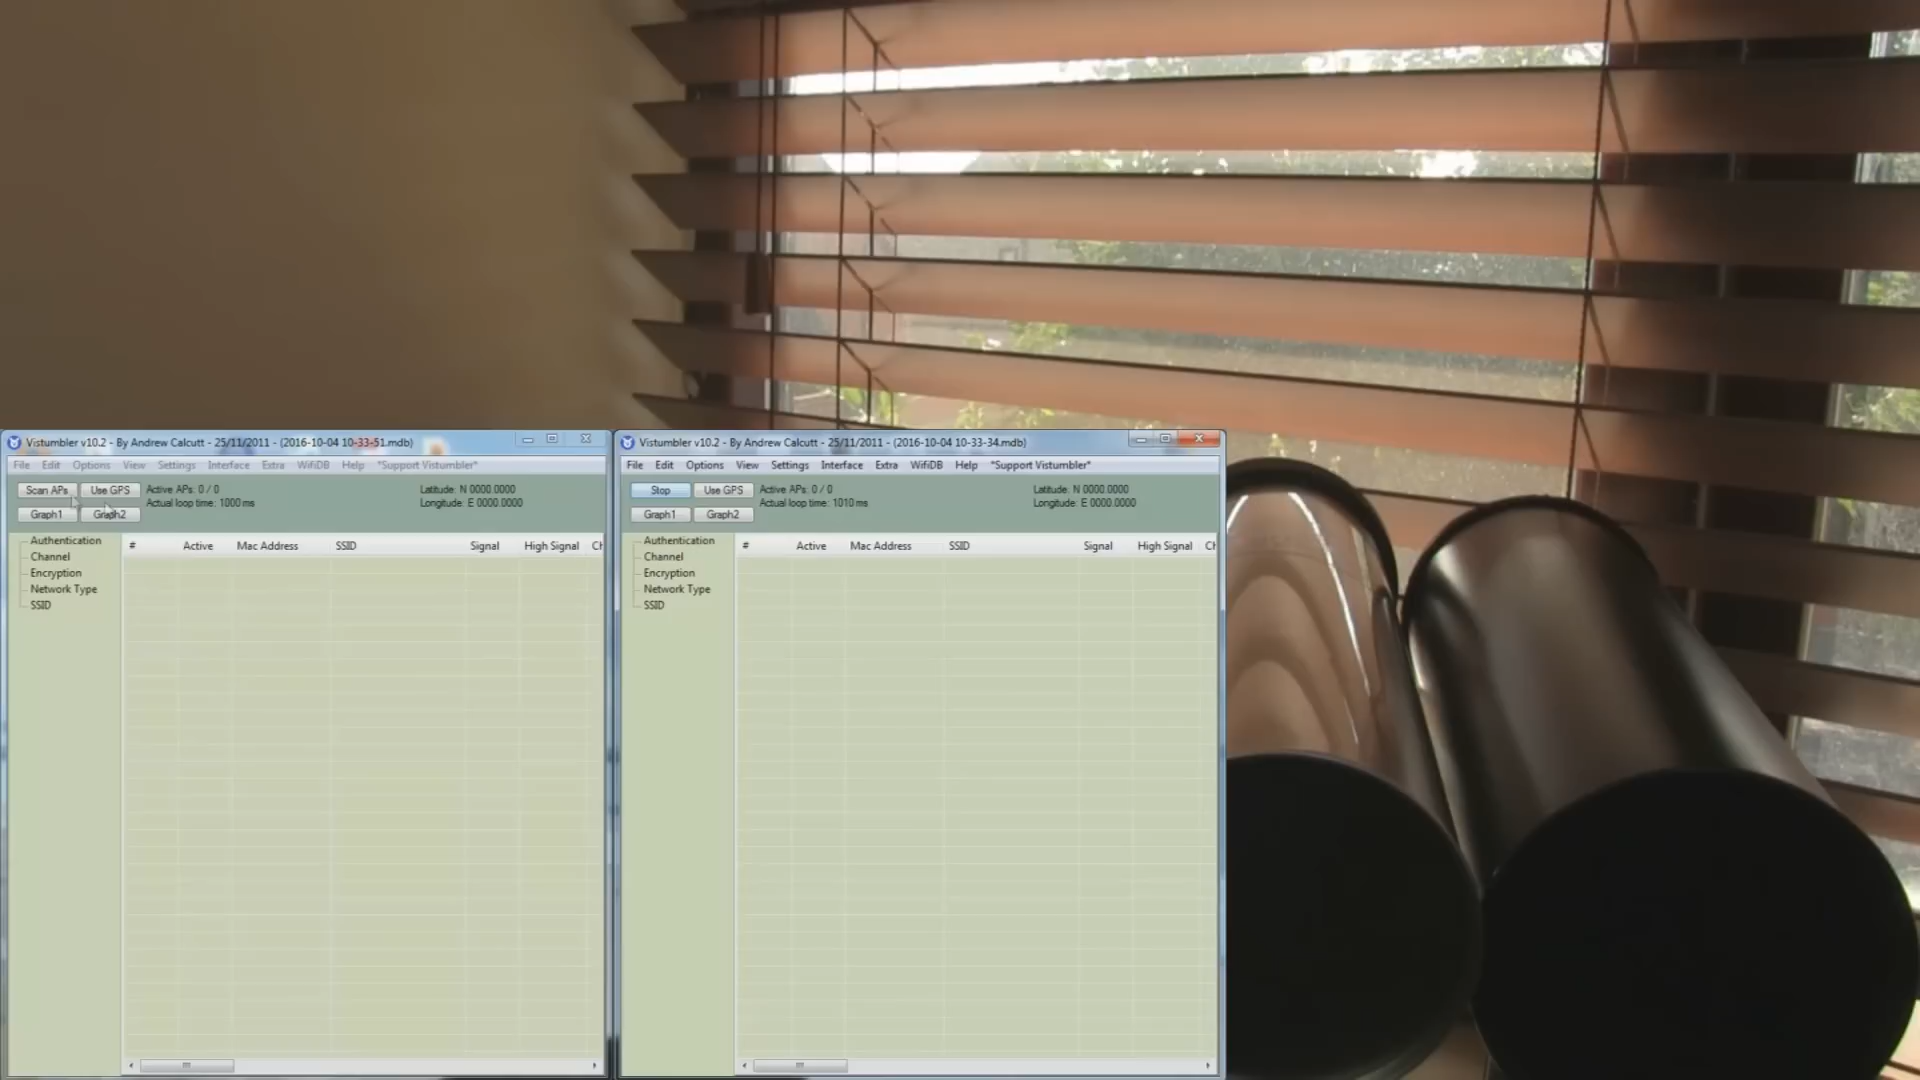 Vistumbler v10.2 - By Andrew Calcutt - 25/11/2011 - (2016-10-04 10-33-51.mdb)
File Edit Options View Settings Interface Extra WifiDB Help *Support Vistumbler*
Scan APs Use GPS Active APs: 0 / 0 Latitude: N 0000.0000
Actual loop time: 1000 ms Longitude: E 0000.0000
Graph1 Graph2
Authentication
Channel
Encryption
Network Type
SSID
# Active Mac Address SSID Signal High Signal Ch
Vistumbler v10.2 - By Andrew Calcutt - 25/11/2011 - (2016-10-04 10-33-34.mdb)
File Edit Options View Settings Interface Extra WifiDB Help *Support Vistumbler*
Stop Use GPS Active APs: 0 / 0 Latitude: N 0000.0000
Actual loop time: 1010 ms Longitude: E 0000.0000
Graph1 Graph2
Authentication
Channel
Encryption
Network Type
SSID
# Active Mac Address SSID Signal High Signal Ch